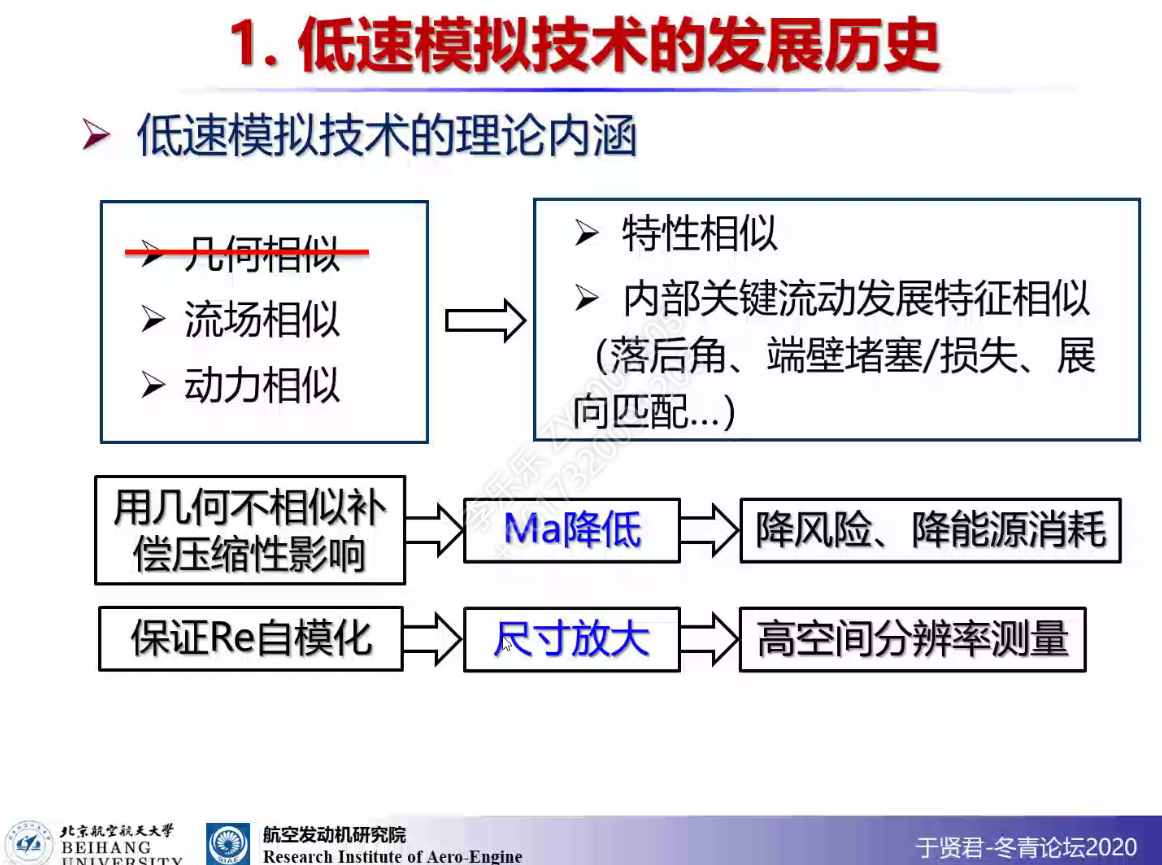 1. 低速模拟技术的发展历史
低速模拟技术的理论内涵
几何相似
流场相似
动力相似
特性相似
内部关键流动发展特征相似
（落后角、端壁堵塞/损失、展
向匹配…）
用几何不相似补
偿压缩性影响
Ma降低
降风险、降能源消耗
保证Re自模化
尺寸放大
高空间分辨率测量
北京航空航天大学
BEIHANG
UNIVERSITY
航空发动机研究院
Research Institute of Aero-Engine
于贤君-冬青论坛2020